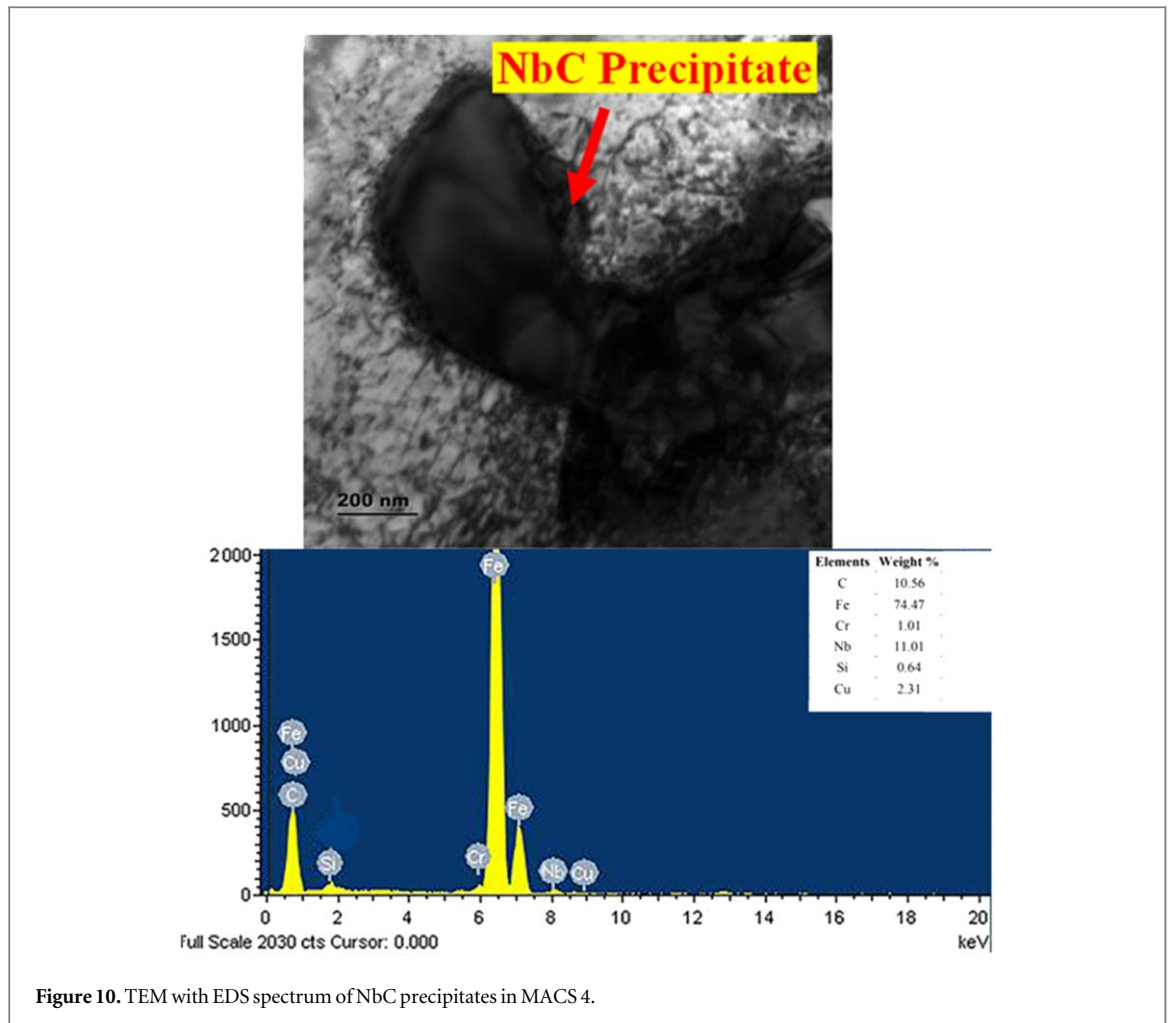 NbC Precipitate
200 nm
2000
1500
1000
500
0
Fe
Cu
C
Si
Cr
Fe
Fe
Nb
Cu
Elements Weight %
C 10.56
Fe 74.47
Cr 1.01
Nb 11.01
Si 0.64
Cu 2.31
0 2 4 6 8 10 12 14 16 18 20
Full Scale 2030 cts Cursor: 0.000 keV
Figure 10. TEM with EDS spectrum of NbC precipitates in MACS 4.